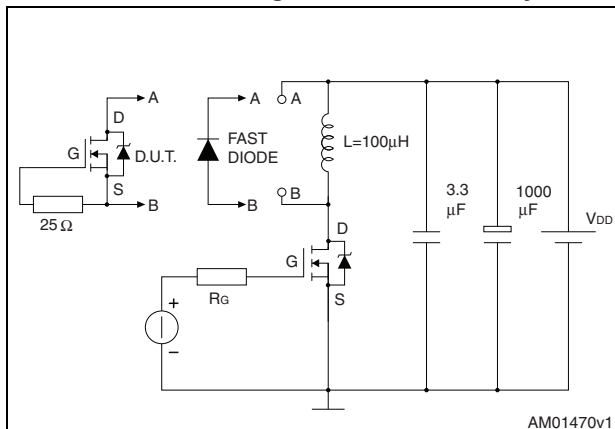 A
D
G
D.U.T.
S
B
25 Ω
A
FAST
DIODE
B
A
L=100μH
B
D
G
S
RG
+
–
3.3
μF
1000
μF
VDD
AM01470v1